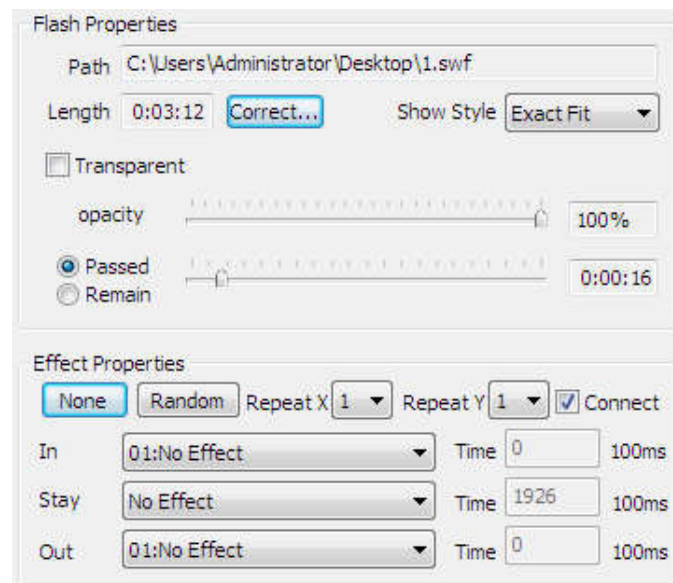 Flash Properties
Path C:\Users\Administrator\Desktop\1.swf
Length 0:03:12 Correct... Show Style Exact Fit
Transparent
opacity 100%
Passed
Remain 0:00:16
Effect Properties
None Random Repeat X 1 Repeat Y 1 Connect
In 01:No Effect Time 0 100ms
Stay No Effect Time 1926 100ms
Out 01:No Effect Time 0 100ms